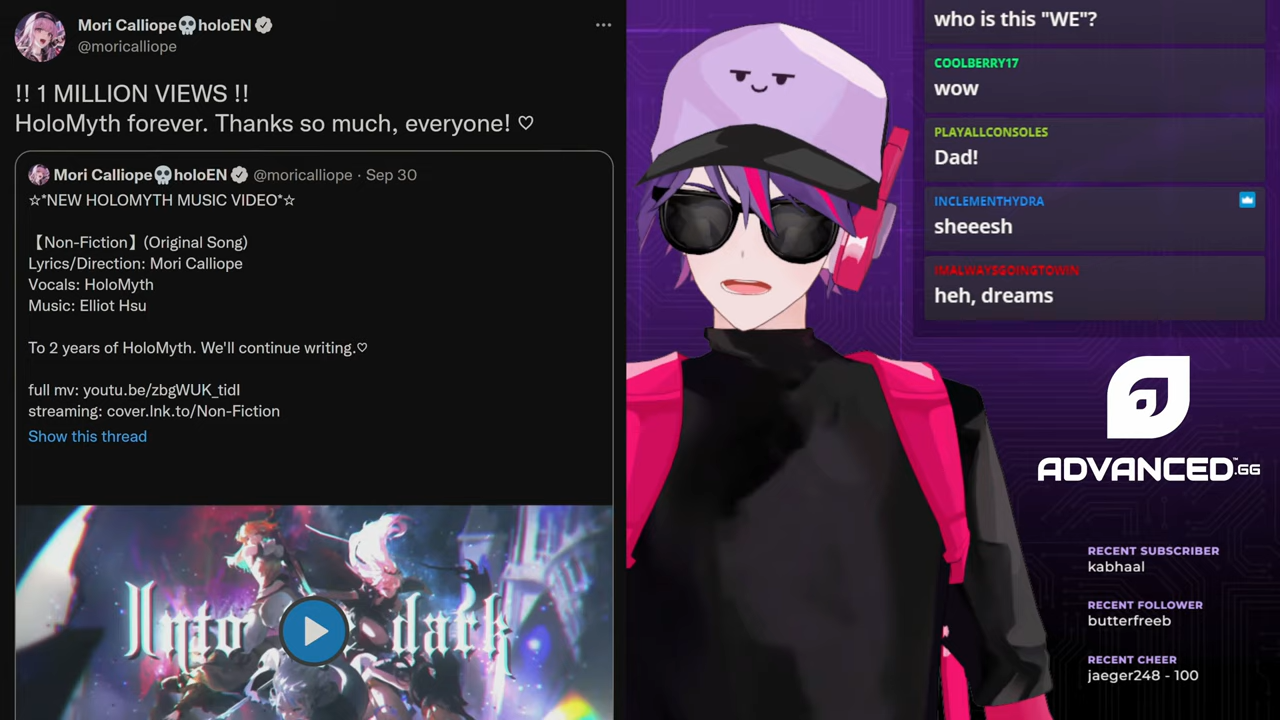 Mori Calliope💀holoEN
@moricalliope
!! 1 MILLION VIEWS !!
HoloMyth forever. Thanks so much, everyone! ♡
Mori Calliope💀holoEN @moricalliope · Sep 30
☆*NEW HOLOMYTH MUSIC VIDEO*☆
【Non-Fiction】(Original Song)
Lyrics/Direction: Mori Calliope
Vocals: HoloMyth
Music: Elliot Hsu
To 2 years of HoloMyth. We'll continue writing.♡
full mv: youtu.be/zbgWUK_tidI
streaming: cover.lnk.to/Non-Fiction
Show this thread
Into dark
who is this "WE"?
COOLBERRY17
wow
PLAYALLCONSOLES
Dad!
INCLEMENTHYDRA
sheeesh
IMALWAYSGOINGTOWIN
heh, dreams
ADVANCED™.GG
RECENT SUBSCRIBER
kabhaal
RECENT FOLLOWER
butterfreeb
RECENT CHEER
jaeger248 - 100